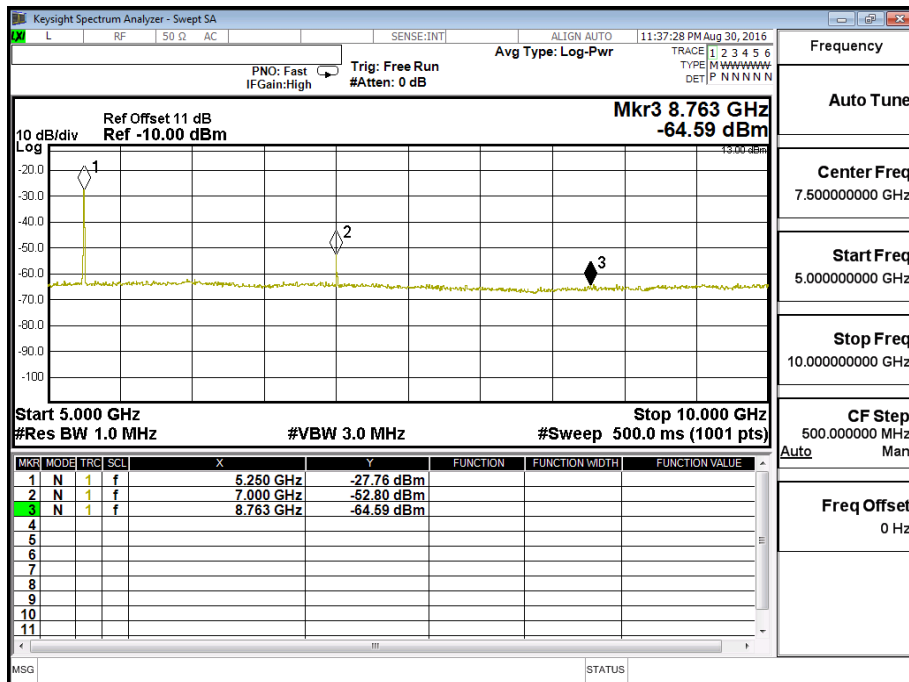 Keysight Spectrum Analyzer - Swept SA
LXI L RF 50 Ω AC SENSE:INT ALIGN AUTO 11:37:28 PM Aug 30, 2016
Avg Type: Log-Pwr
TRACE 1 2 3 4 5 6
TYPE M W W W W W
DET P N N N N N
PNO: Fast
IFGain:High
Trig: Free Run
#Atten: 0 dB
Mkr3 8.763 GHz
-64.59 dBm
Ref Offset 11 dB
10 dB/div Ref -10.00 dBm
Log
-13.00 dBm
-20.0
-30.0
-40.0
-50.0
-60.0
-70.0
-80.0
-90.0
-100
1
2
3
Start 5.000 GHz Stop 10.000 GHz
#Res BW 1.0 MHz #VBW 3.0 MHz #Sweep 500.0 ms (1001 pts)
MKR MODE TRC SCL X Y FUNCTION FUNCTION WIDTH FUNCTION VALUE
1 N 1 f 5.250 GHz -27.76 dBm
2 N 1 f 7.000 GHz -52.80 dBm
3 N 1 f 8.763 GHz -64.59 dBm
4
5
6
7
8
9
10
11
MSG STATUS
Frequency
Auto Tune
Center Freq
7.500000000 GHz
Start Freq
5.000000000 GHz
Stop Freq
10.000000000 GHz
CF Step
500.000000 MHz
Auto Man
Freq Offset
0 Hz